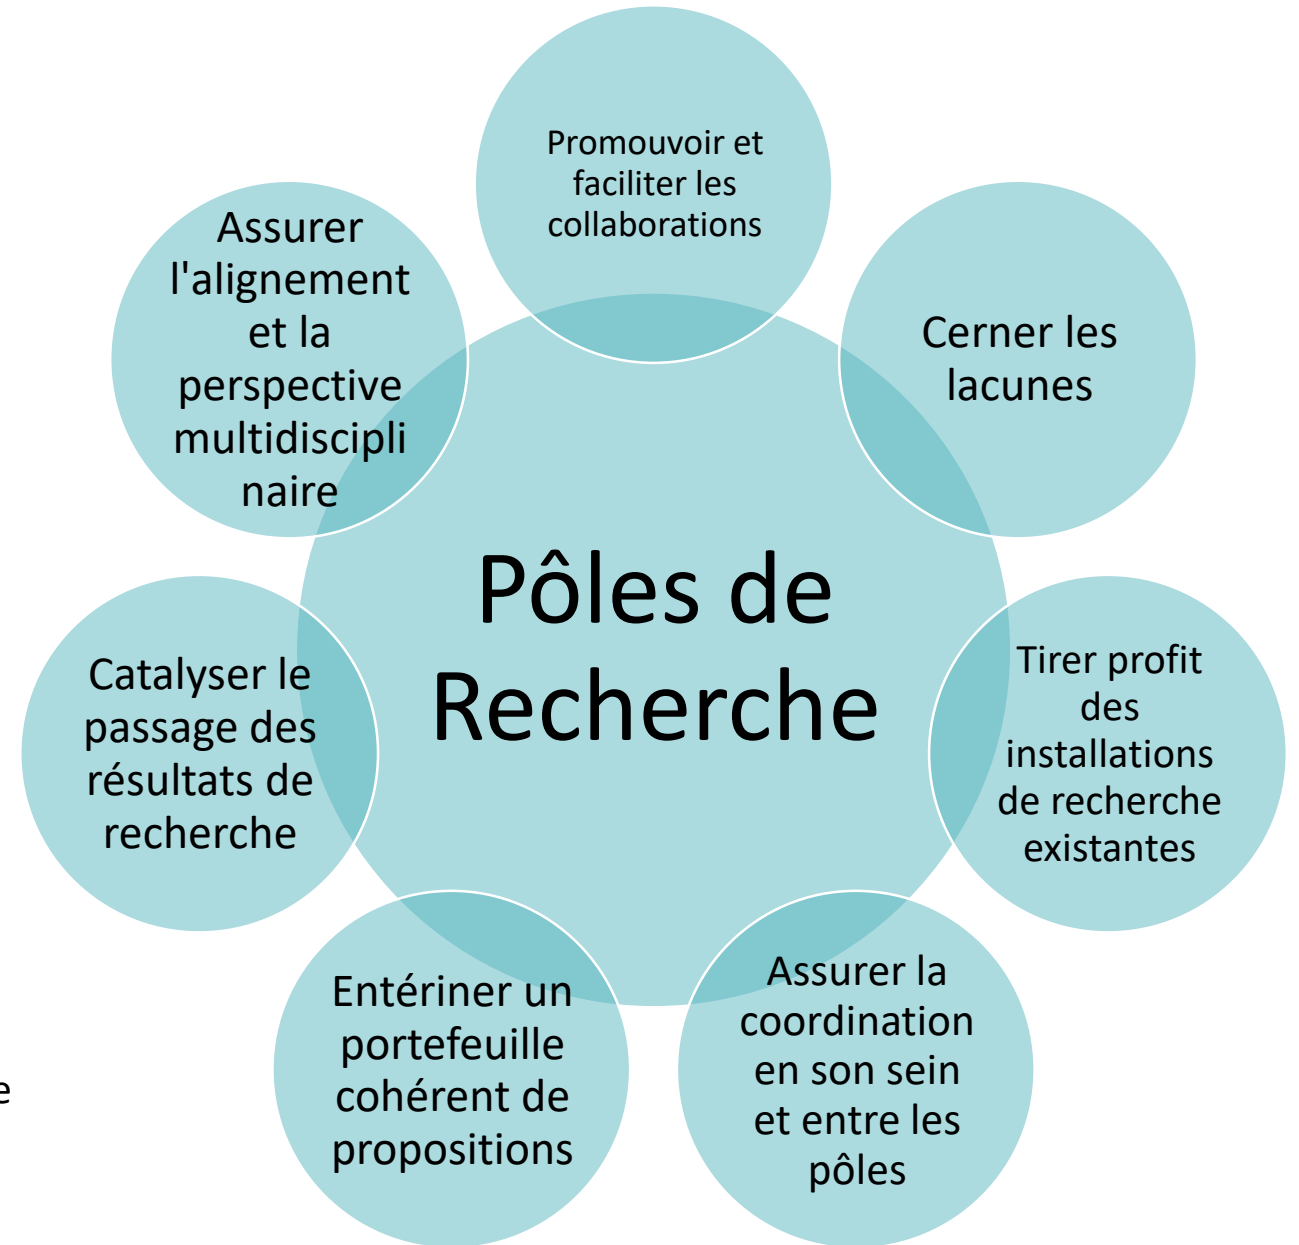 Promouvoir et
faciliter les
collaborations
Cerner les
lacunes
Tirer profit
des
installations
de recherche
existantes
Assurer la
coordination
en son sein
et entre les
pôles
Entériner un
portefeuille
cohérent de
propositions
Catalyser le
passage des
résultats de
recherche
Assurer
l'alignement
et la
perspective
multidiscipli
naire
Pôles de
Recherche
e